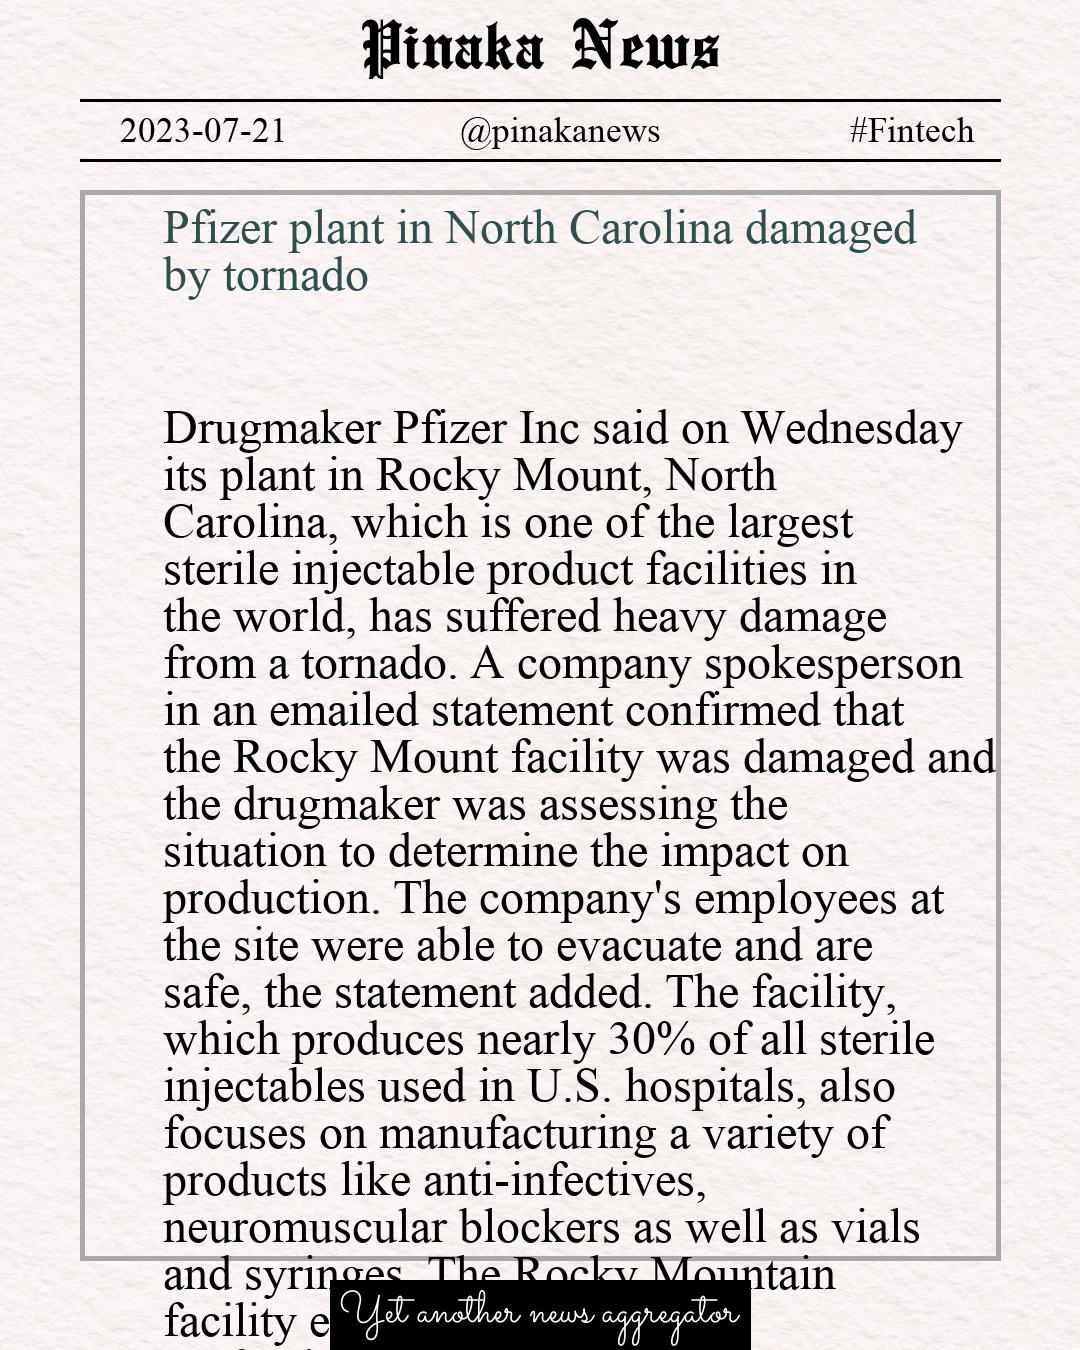 Pinaka News
2023-07-21 @pinakanews #Fintech
Pfizer plant in North Carolina damaged
by tornado
Drugmaker Pfizer Inc said on Wednesday
its plant in Rocky Mount, North
Carolina, which is one of the largest
sterile injectable product facilities in
the world, has suffered heavy damage
from a tornado. A company spokesperson
in an emailed statement confirmed that
the Rocky Mount facility was damaged and
the drugmaker was assessing the
situation to determine the impact on
production. The company's employees at
the site were able to evacuate and are
safe, the statement added. The facility,
which produces nearly 30% of all sterile
injectables used in U.S. hospitals, also
focuses on manufacturing a variety of
products like anti-infectives,
neuromuscular blockers as well as vials
and syringes. The Rocky Mountain
facility
Yet another news aggregator